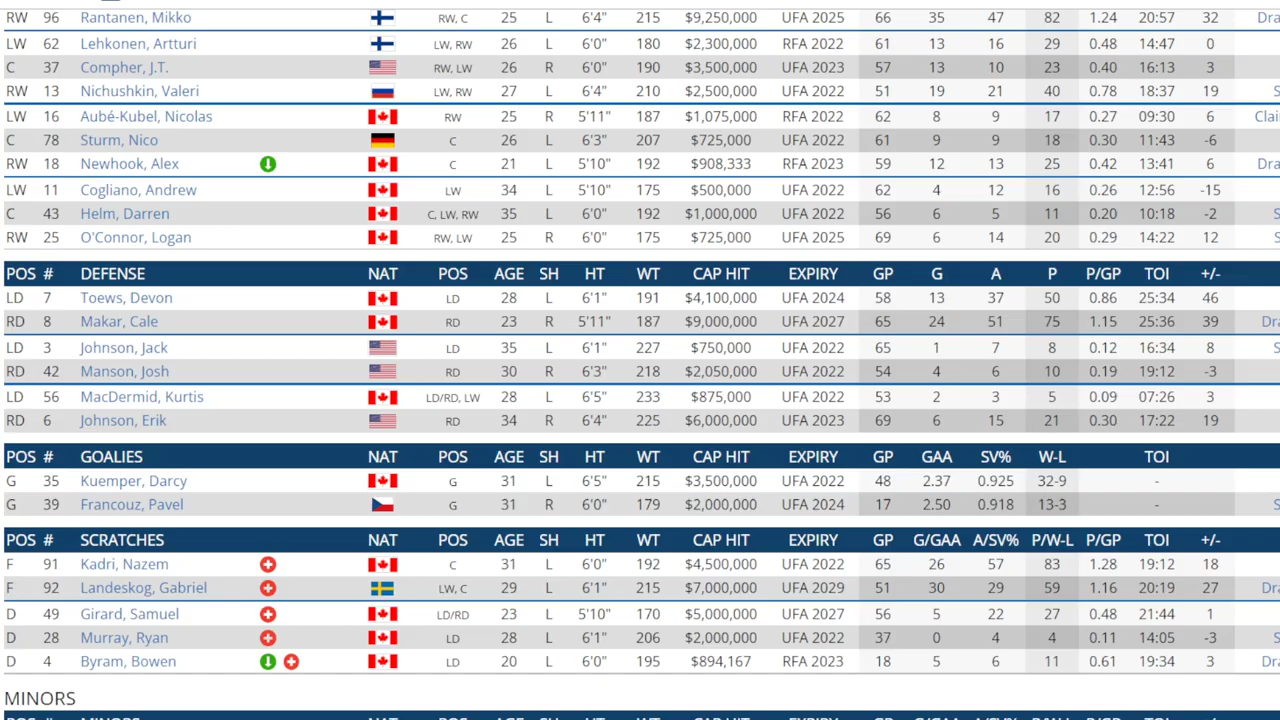 RW 96 Rantanen, Mikko RW, C 25 L 6'4" 215 $9,250,000 UFA 2025 66 35 47 82 1.24 20:57 32 Dra
LW 62 Lehkonen, Artturi LW, RW 26 L 6'0" 180 $2,300,000 RFA 2022 61 13 16 29 0.48 14:47 0
C 37 Compher, J.T. RW, LW 26 R 6'0" 190 $3,500,000 UFA 2023 57 13 10 23 0.40 16:13 3
RW 13 Nichushkin, Valeri LW, RW 27 L 6'4" 210 $2,500,000 UFA 2022 51 19 21 40 0.78 18:37 19 S
LW 16 Aubé-Kubel, Nicolas RW 25 R 5'11" 187 $1,075,000 RFA 2022 62 8 9 17 0.27 09:30 6 Clai
C 78 Sturm, Nico C 26 L 6'3" 207 $725,000 UFA 2022 61 9 9 18 0.30 11:43 -6
RW 18 Newhook, Alex C 21 L 5'10" 192 $908,333 RFA 2023 59 12 13 25 0.42 13:41 6 Dra
LW 11 Cogliano, Andrew LW 34 L 5'10" 175 $500,000 UFA 2022 62 4 12 16 0.26 12:56 -15
C 43 Helm, Darren C, LW, RW 35 L 6'0" 192 $1,000,000 UFA 2022 56 6 5 11 0.20 10:18 -2 S
RW 25 O'Connor, Logan RW, LW 25 R 6'0" 175 $725,000 UFA 2025 69 6 14 20 0.29 14:22 12 S
POS # DEFENSE NAT POS AGE SH HT WT CAP HIT EXPIRY GP G A P P/GP TOI +/-
LD 7 Toews, Devon LD 28 L 6'1" 191 $4,100,000 UFA 2024 58 13 37 50 0.86 25:34 46
RD 8 Makar, Cale RD 23 R 5'11" 187 $9,000,000 UFA 2027 65 24 51 75 1.15 25:36 39 Dra
LD 3 Johnson, Jack LD 35 L 6'1" 227 $750,000 UFA 2022 65 1 7 8 0.12 16:34 8
RD 42 Manson, Josh RD 30 R 6'3" 218 $2,050,000 UFA 2022 54 4 6 10 0.19 19:12 -3
LD 56 MacDermid, Kurtis LD/RD, LW 28 L 6'5" 233 $875,000 UFA 2022 53 2 3 5 0.09 07:26 3
RD 6 Johnson, Erik RD 34 R 6'4" 225 $6,000,000 UFA 2023 69 6 15 21 0.30 17:22 19
POS # GOALIES NAT POS AGE SH HT WT CAP HIT EXPIRY GP GAA SV% W-L TOI
G 35 Kuemper, Darcy G 31 L 6'5" 215 $3,500,000 UFA 2022 48 2.37 0.925 32-9 -
G 39 Francouz, Pavel G 31 R 6'0" 179 $2,000,000 UFA 2024 17 2.50 0.918 13-3 - S
POS # SCRATCHES NAT POS AGE SH HT WT CAP HIT EXPIRY GP G/GAA A/SV% P/W-L P/GP TOI +/-
F 91 Kadri, Nazem C 31 L 6'0" 192 $4,500,000 UFA 2022 65 26 57 83 1.28 19:12 18
F 92 Landeskog, Gabriel LW, C 29 L 6'1" 215 $7,000,000 UFA 2029 51 30 29 59 1.16 20:19 27 Dra
D 49 Girard, Samuel LD/RD 23 L 5'10" 170 $5,000,000 UFA 2027 56 5 22 27 0.48 21:44 1
D 28 Murray, Ryan LD 28 L 6'1" 206 $2,000,000 UFA 2022 37 0 4 4 0.11 14:05 -3 S
D 4 Byram, Bowen LD 20 L 6'0" 195 $894,167 RFA 2023 18 5 6 11 0.61 19:34 3 Dra
MINORS
POS # MINORS NAT POS AGE SH HT WT CAP HIT EXPIRY GP G/GAA A/SV% P/W-L P/GP TOI +/-